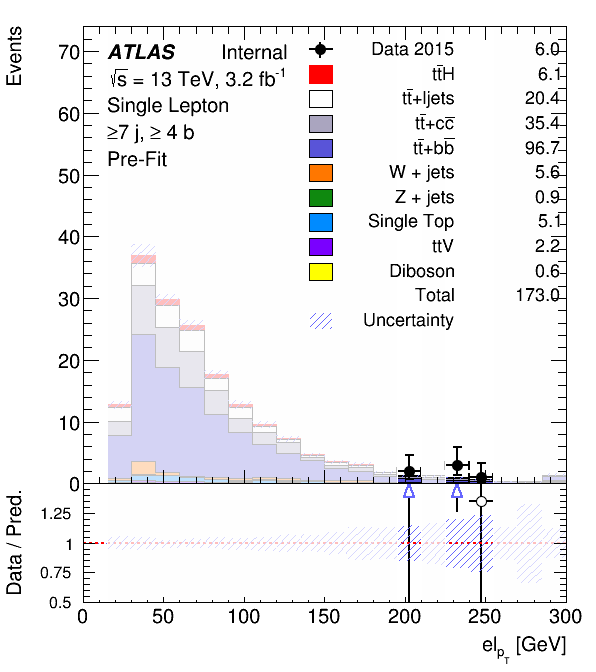 Events
70
60
50
40
30
20
10
0
ATLAS Internal
√s = 13 TeV, 3.2 fb⁻¹
Single Lepton
≥7 j, ≥ 4 b
Pre-Fit
Data 2015 6.0
tt̄H 6.1
tt̄+ljets 20.4
tt̄+cc̄ 35.4
tt̄+bb̄ 96.7
W + jets 5.6
Z + jets 0.9
Single Top 5.1
ttV 2.2
Diboson 0.6
Total 173.0
Uncertainty
Data / Pred.
1.25
1
0.75
0.5
0 50 100 150 200 250 300
el_{p_T} [GeV]